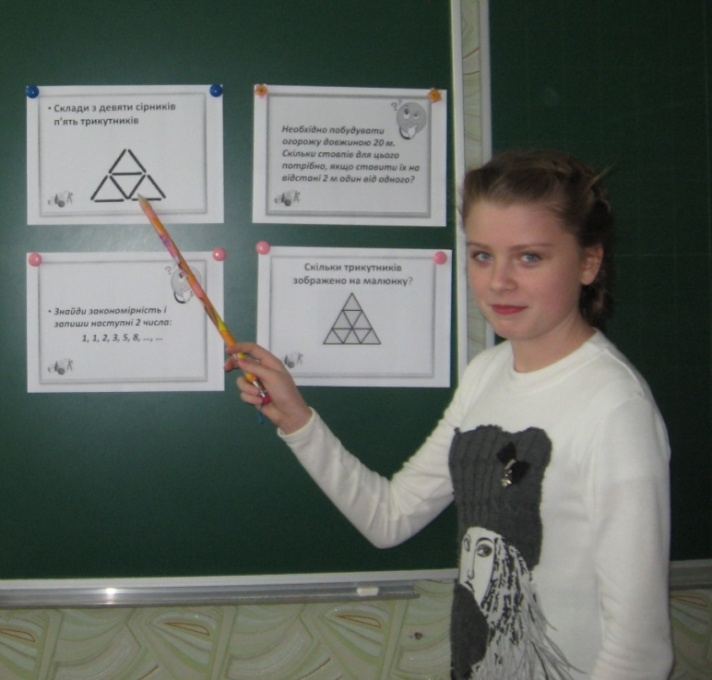 • Склади з девяти сірників
п'ять трикутників
Необхідно побудувати
огорожу довжиною 20 м.
Скільки стовпів для цього
потрібно, якщо ставити їх на
відстані 2 м один від одного?
• Знайди закономірність і
запиши наступні 2 числа:
1, 1, 2, 3, 5, 8, ..., ...
Скільки трикутників
зображено на малюнку?